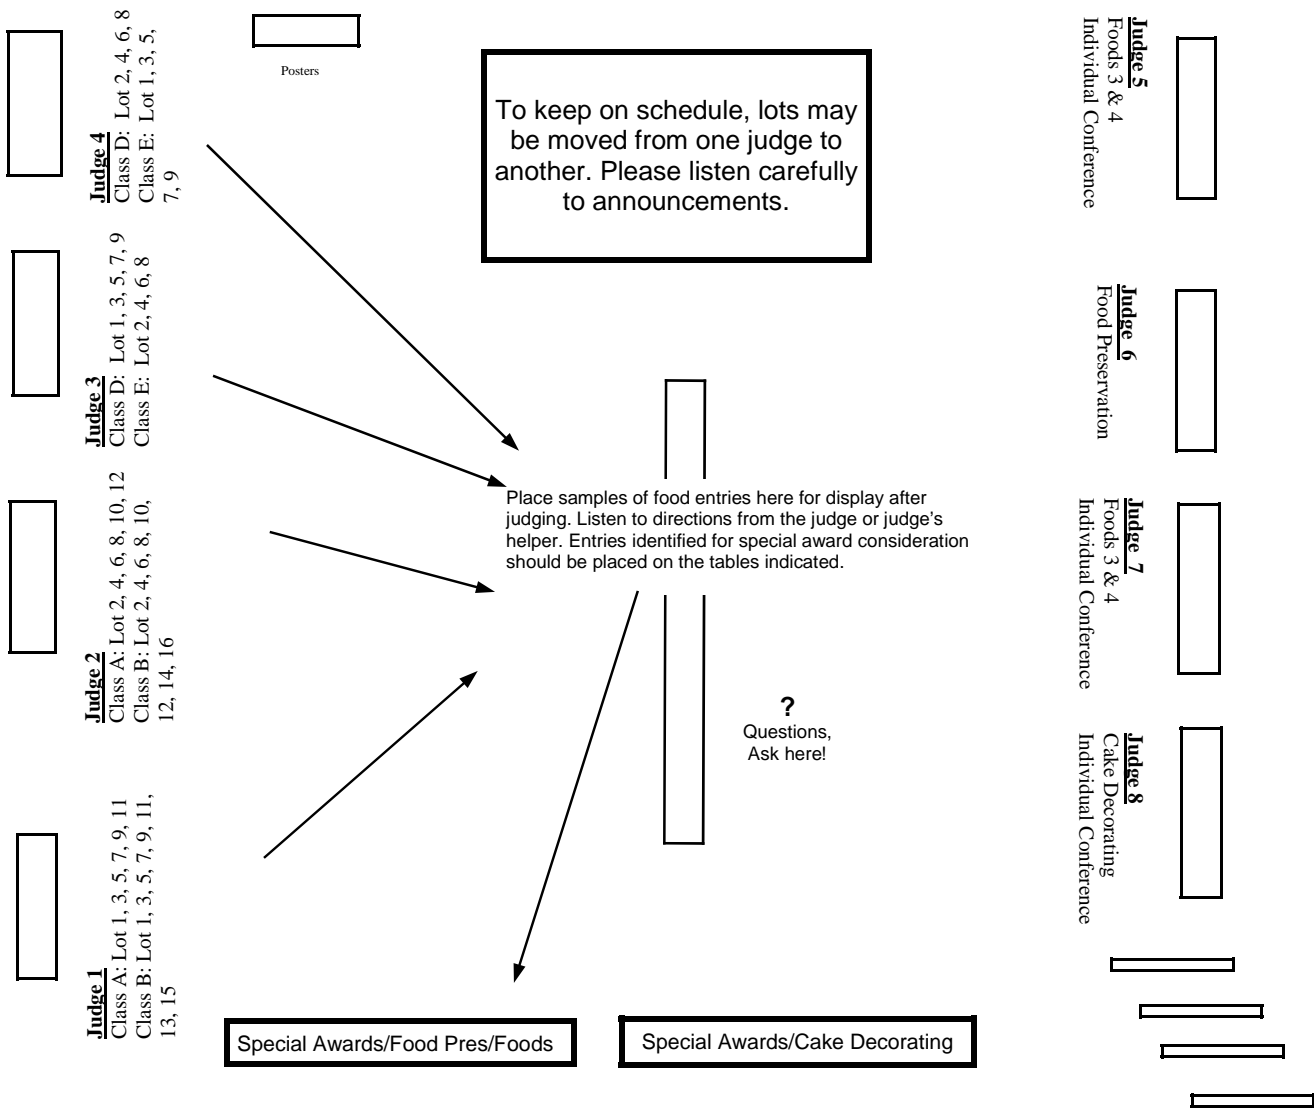 Judge 4
Class D:  Lot 2, 4, 6, 8
Class E:  Lot 1, 3, 5,
7, 9
Posters
To keep on schedule, lots may
be moved from one judge to
another. Please listen carefully
to announcements.
Judge 5
Foods 3 & 4
Individual Conference
Judge 3
Class D:  Lot 1, 3, 5, 7, 9
Class E:  Lot 2, 4, 6, 8
Judge  6
Food Preservation
Judge 2
Class A: Lot 2, 4, 6, 8, 10, 12
Class B: Lot 2, 4, 6, 8, 10,
12, 14, 16
Place samples of food entries here for display after
judging. Listen to directions from the judge or judge's
helper. Entries identified for special award consideration
should be placed on the tables indicated.
Judge  7
Foods 3 & 4
Individual Conference
?
Questions,
Ask here!
Judge 8
Cake Decorating
Individual Conference
Judge 1
Class A: Lot 1, 3, 5, 7, 9, 11
Class B: Lot 1, 3, 5, 7, 9, 11,
13, 15
Special Awards/Food Pres/Foods
Special Awards/Cake Decorating